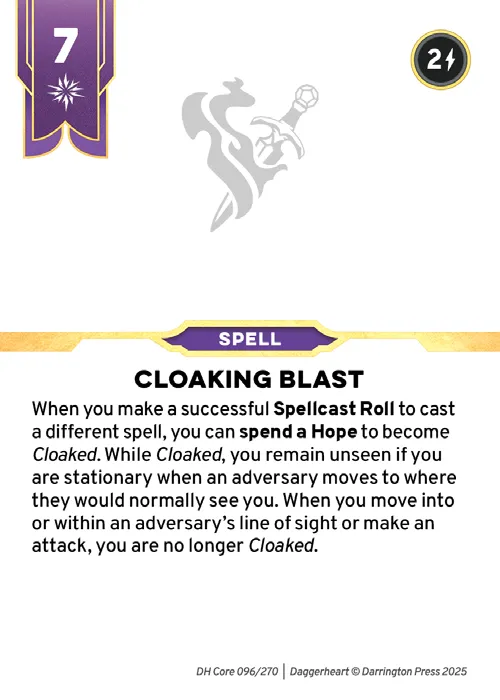 7
2
SPELL
CLOAKING BLAST
When you make a successful Spellcast Roll to cast
a different spell, you can spend a Hope to become
Cloaked. While Cloaked, you remain unseen if you
are stationary when an adversary moves to where
they would normally see you. When you move into
or within an adversary’s line of sight or make an
attack, you are no longer Cloaked.
DH Core 096/270 | Daggerheart © Darrington Press 2025